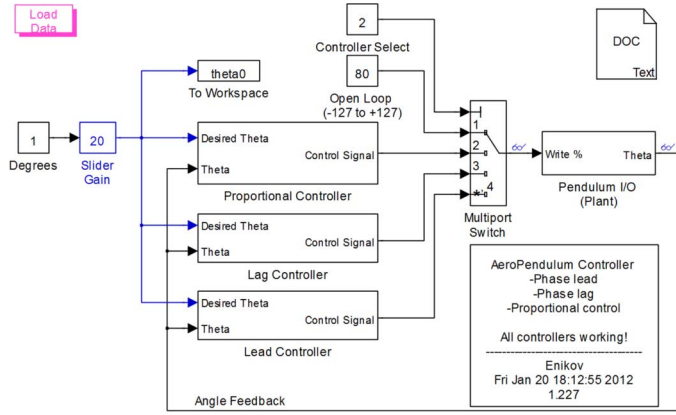 Load
Data
2
Controller Select
DOC
Text
theta0
To Workspace
80
Open Loop
(-127 to +127)
1
Degrees
20
Slider
Gain
Desired Theta
Theta
Control Signal
Proportional Controller
Desired Theta
Theta
Control Signal
Lag Controller
Desired Theta
Theta
Control Signal
Lead Controller
1
2
3
*, 4
Multiport
Switch
Write %
Theta
Pendulum I/O
(Plant)
AeroPendulum Controller
-Phase lead
-Phase lag
-Proportional control
All controllers working!
------------------------------------
Enikov
Fri Jan 20 18:12:55 2012
1.227
Angle Feedback